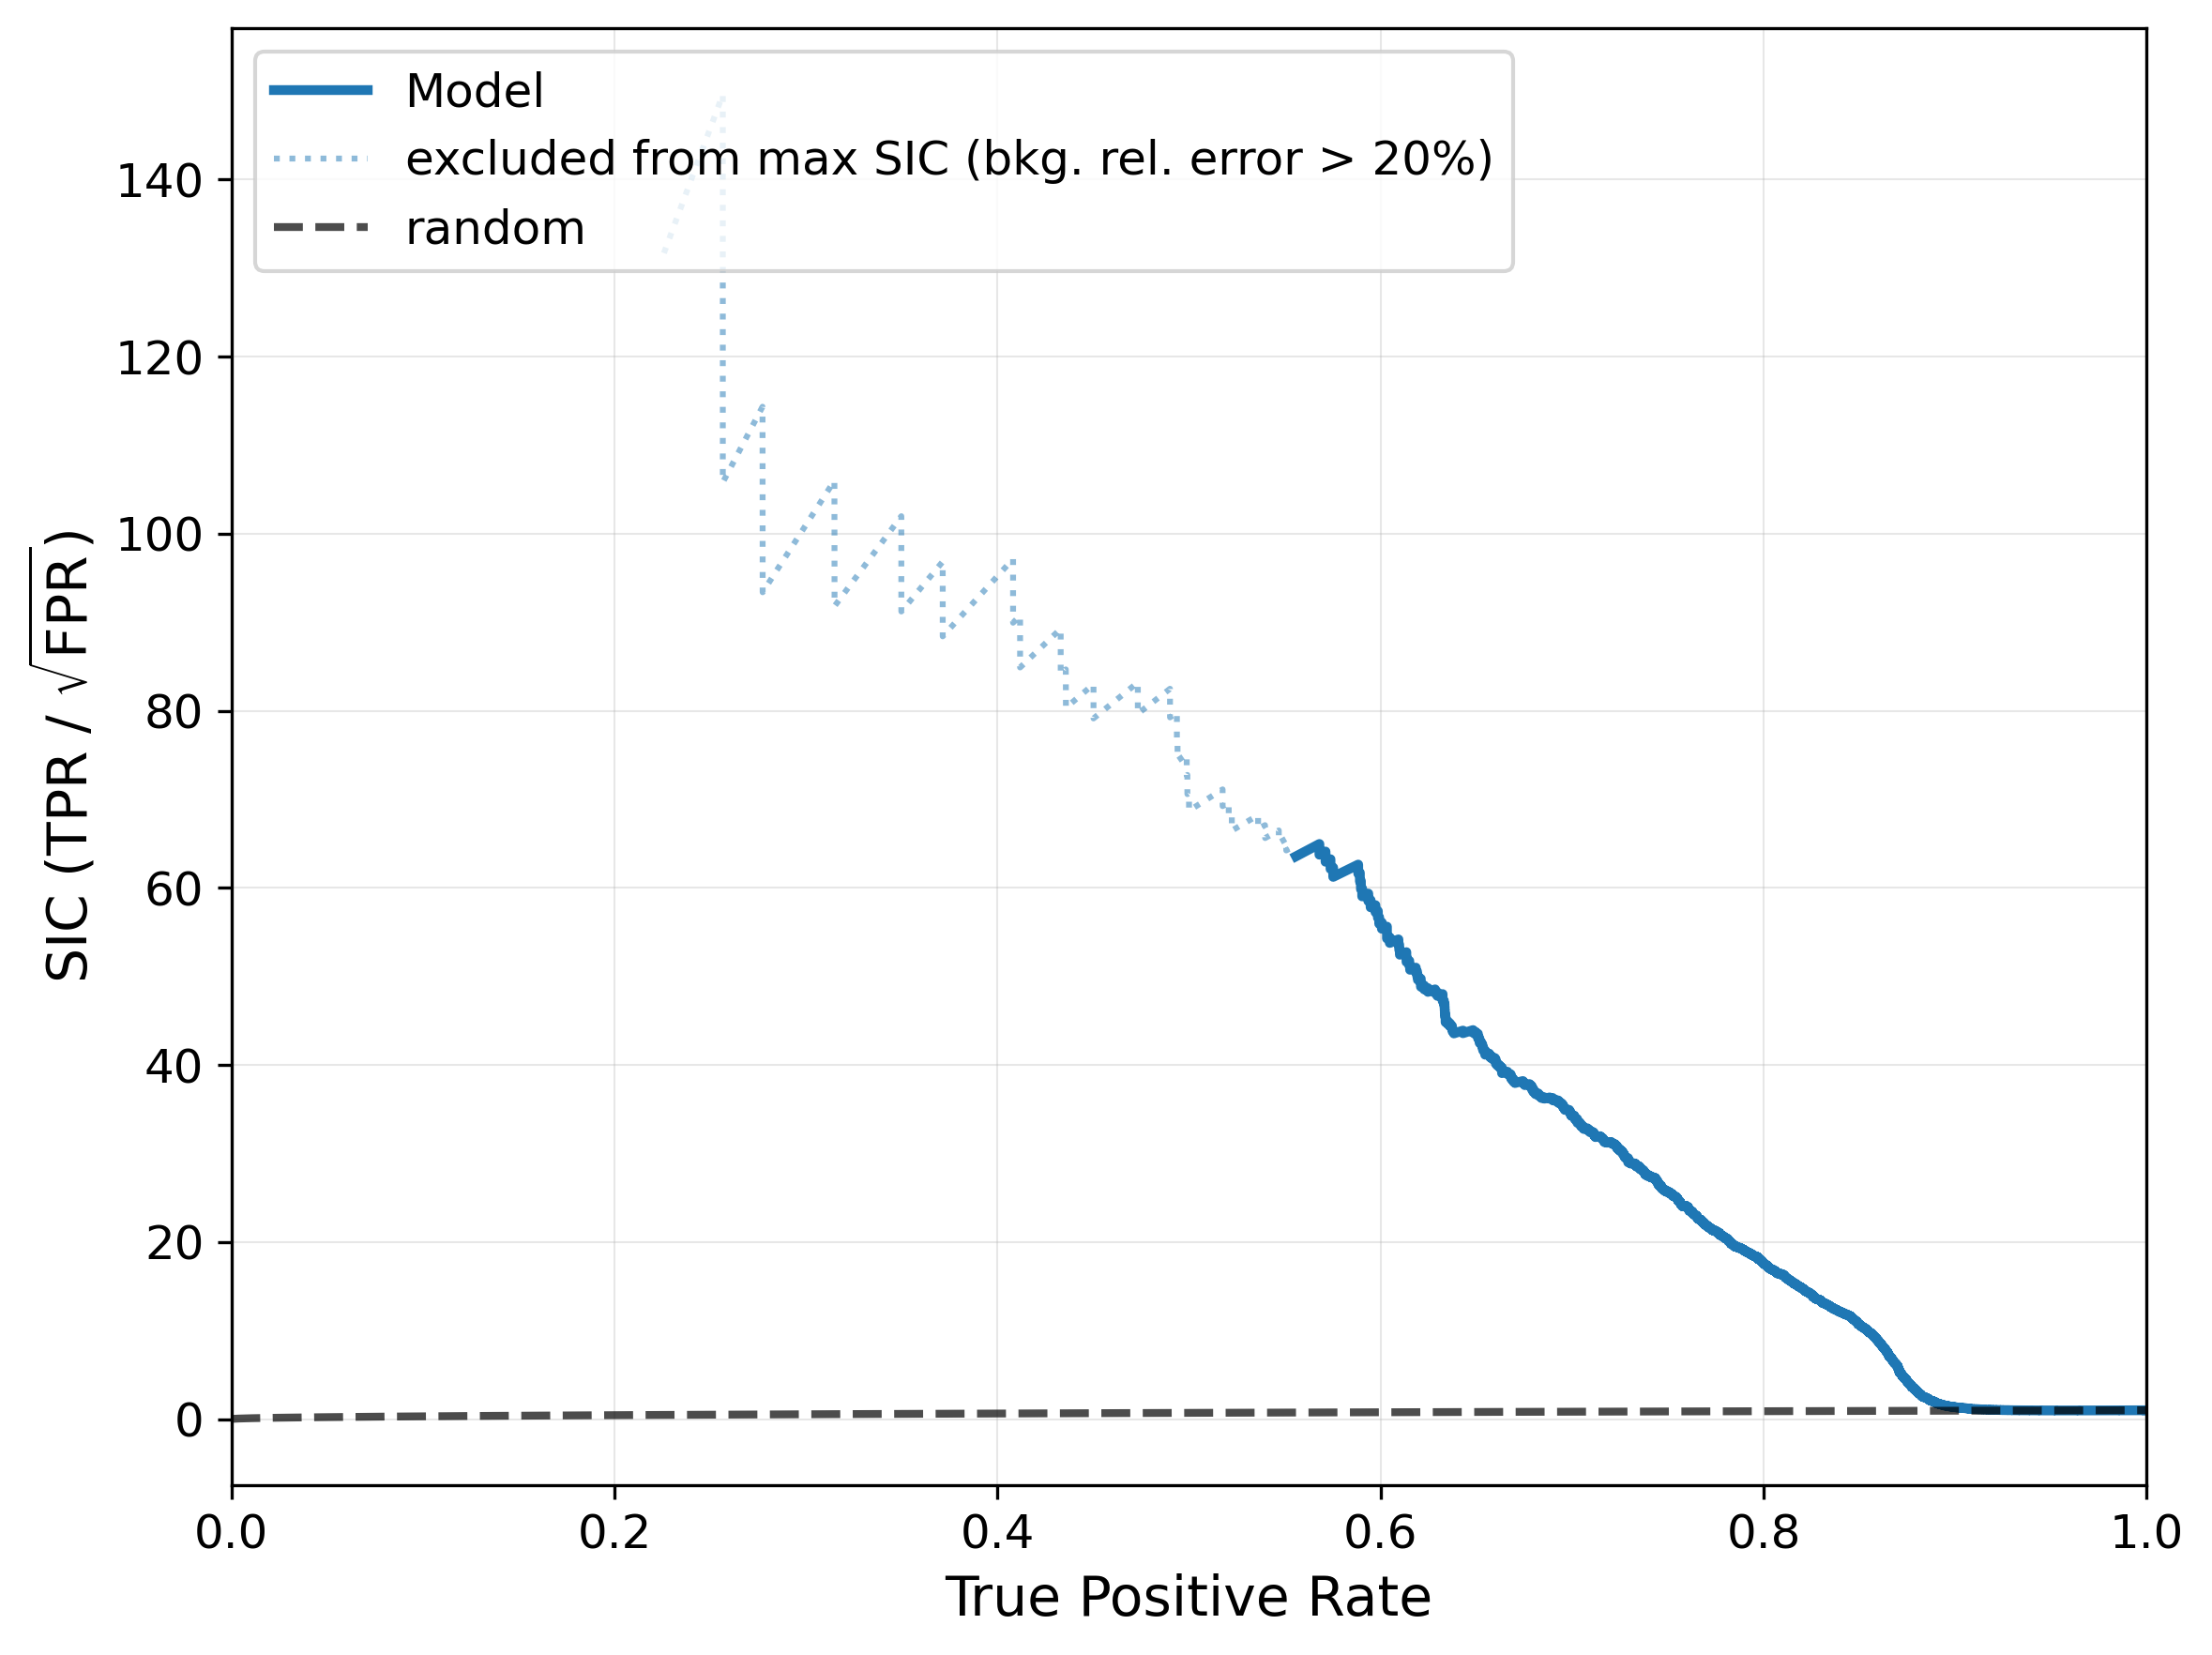 Model
excluded from max SIC (bkg. rel. error > 20%)
random
140
120
100
80
60
40
20
0
SIC (TPR / √FPR)
0.0 0.2 0.4 0.6 0.8 1.0
True Positive Rate